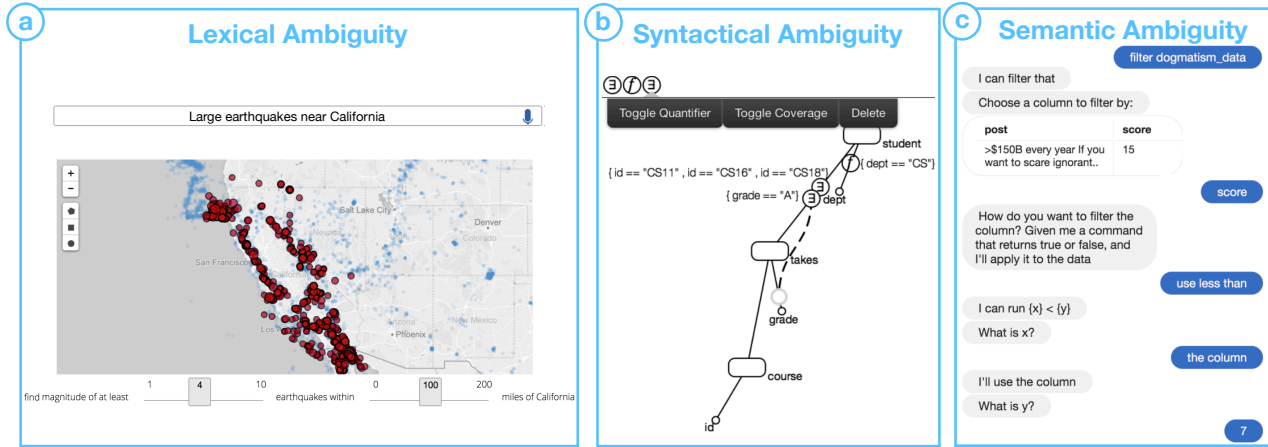 a
Lexical Ambiguity
Large earthquakes near California
+
−
Salt Lake City
Nevada
Denver
Colorado
San Francisco
California
Los
Arizona
New Mexico
Phoenix
1 4 10 0 100 200
find magnitude of at least earthquakes within miles of California
b
Syntactical Ambiguity
∃ f ∃
Toggle Quantifier Toggle Coverage Delete
student
f { dept == "CS"}
{ id == "CS11" , id == "CS16" , id == "CS18"}
∃
{ grade == "A"} ∃ dept
takes
grade
course
id
c
Semantic Ambiguity
filter dogmatism_data
I can filter that
Choose a column to filter by:
post score
>$150B every year If you 15
want to scare ignorant..
score
How do you want to filter the
column? Given me a command
that returns true or false, and
I'll apply it to the data
use less than
I can run {x} < {y}
What is x?
the column
I'll use the column
What is y?
7